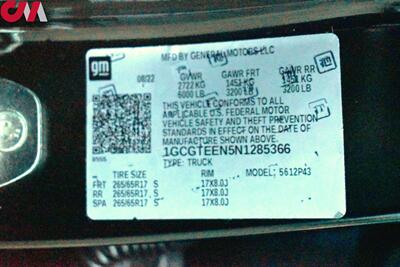 CM
MFD BY GENERAL MOTORS LLC
gm
08/22
GVWR GAWR FRT GAWR RR
2722 KG 1451 KG 1451 KG
6000 LB 3200 LB 3200 LB
THIS VEHICLE CONFORMS TO ALL
APPLICABLE U.S. FEDERAL MOTOR
VEHICLE SAFETY AND THEFT PREVENTION
STANDARDS IN EFFECT ON THE DATE OF
MANUFACTURE SHOWN ABOVE.
1GCGTEEN5N1285366
TYPE: TRUCK MODEL: 5612P43
TIRE SIZE RIM
FRT 265/65R17 S 17X8.0J
RR 265/65R17 S 17X8.0J
SPA 265/65R17 S 17X8.0J